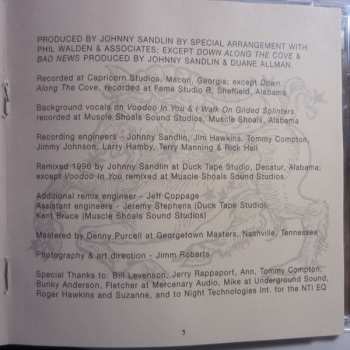 PRODUCED BY JOHNNY SANDLIN BY SPECIAL ARRANGEMENT WITH
PHIL WALDEN & ASSOCIATES; EXCEPT DOWN ALONG THE COVE &
BAD NEWS PRODUCED BY JOHNNY SANDLIN & DUANE ALLMAN.
Recorded at Capricorn Studios, Macon, Georgia; except Down
Along The Cove, recorded at Fame Studio B, Sheffield, Alabama
Background vocals on Voodoo In You & I Walk On Gilded Splinters
recorded at Muscle Shoals Sound Studios, Muscle Shoals, Alabama
Recording engineers - Johnny Sandlin, Jim Hawkins, Tommy Compton,
Jimmy Johnson, Larry Hamby, Terry Manning & Rick Hall
Remixed 1996 by Johnny Sandlin at Duck Tape Studio, Decatur, Alabama;
except Voodoo In You remixed at Muscle Shoals Sound Studios.
Additional remix engineer - Jeff Coppage
Assistant engineers - Jeremy Stephens (Duck Tape Studio)
Kent Bruce (Muscle Shoals Sound Studios)
Mastered by Denny Purcell at Georgetown Masters, Nashville, Tennessee
Photography & art direction - Jimm Roberts
Special Thanks to: Bill Levenson, Jerry Rappaport, Ann, Tommy Compton,
Bunky Anderson, Fletcher at Mercenary Audio, Mike at Underground Sound,
Roger Hawkins and Suzanne, and to Night Technologies Int. for the NTI EQ